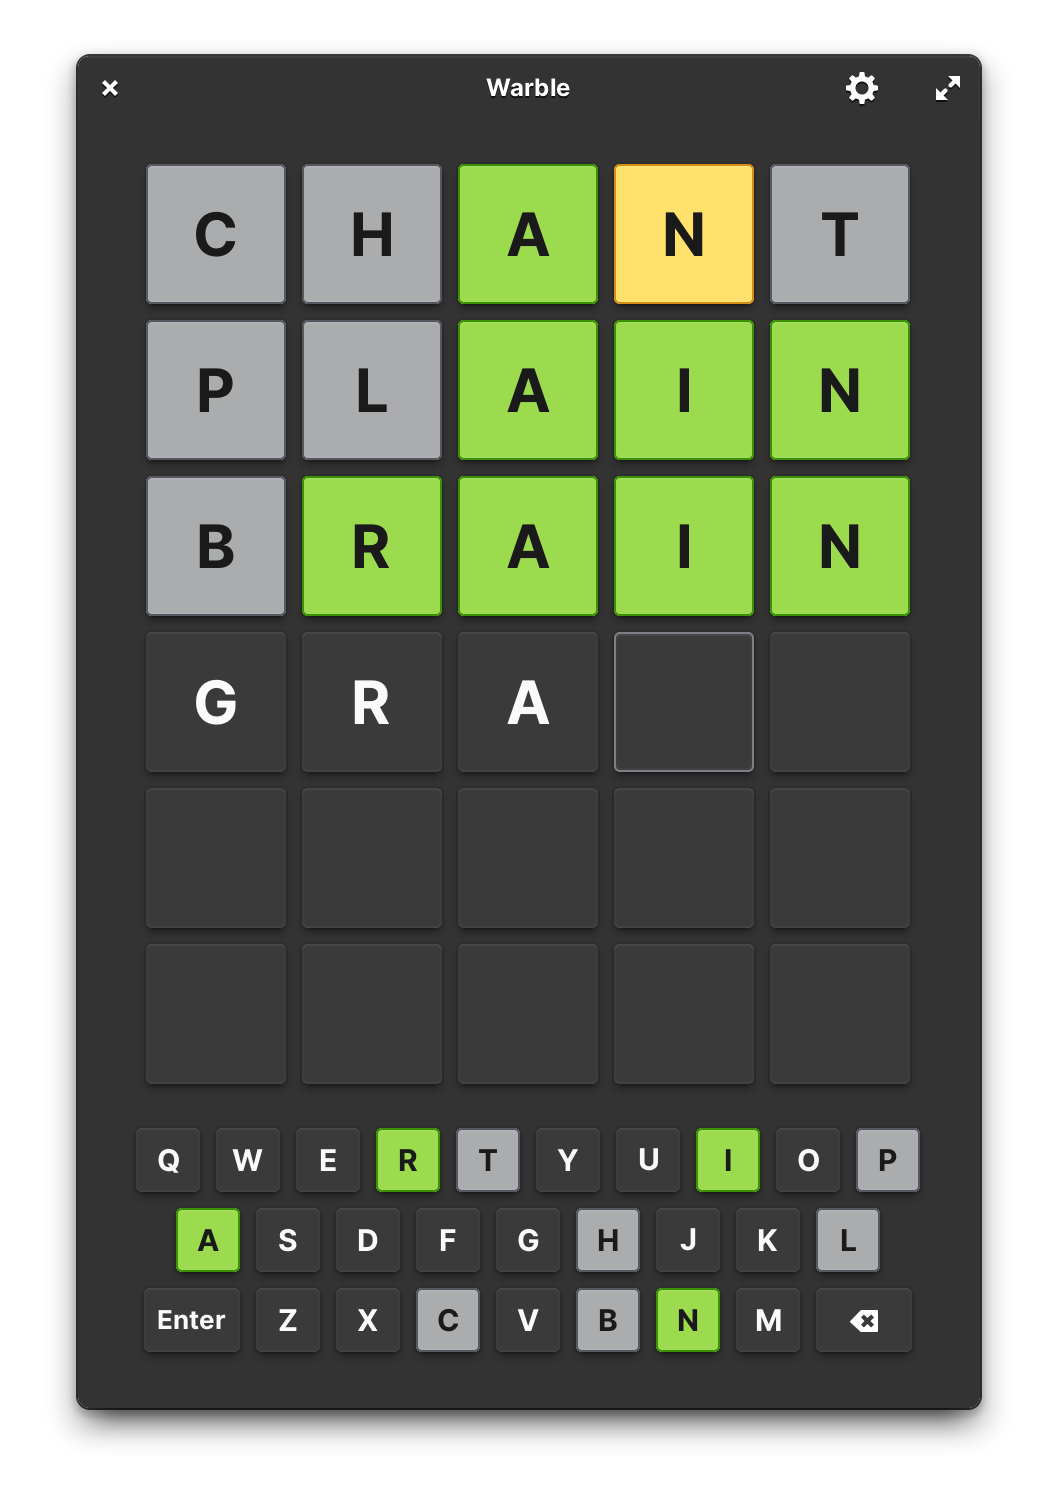 Warble
C H A N T
P L A I N
B R A I N
G R A
Q W E R T Y U I O P
A S D F G H J K L
Enter Z X C V B N M